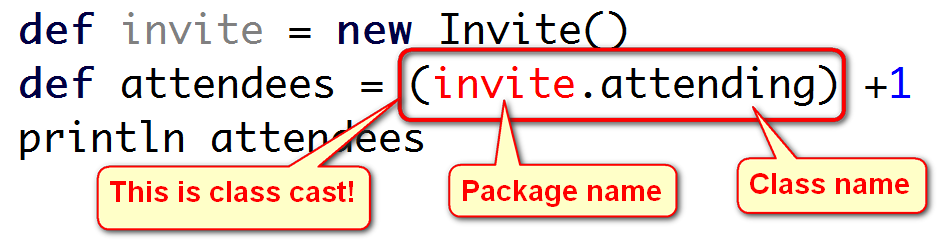 def invite = new Invite()
def attendees = (invite.attending) +1
println attendees
This is class cast!
Package name
Class name